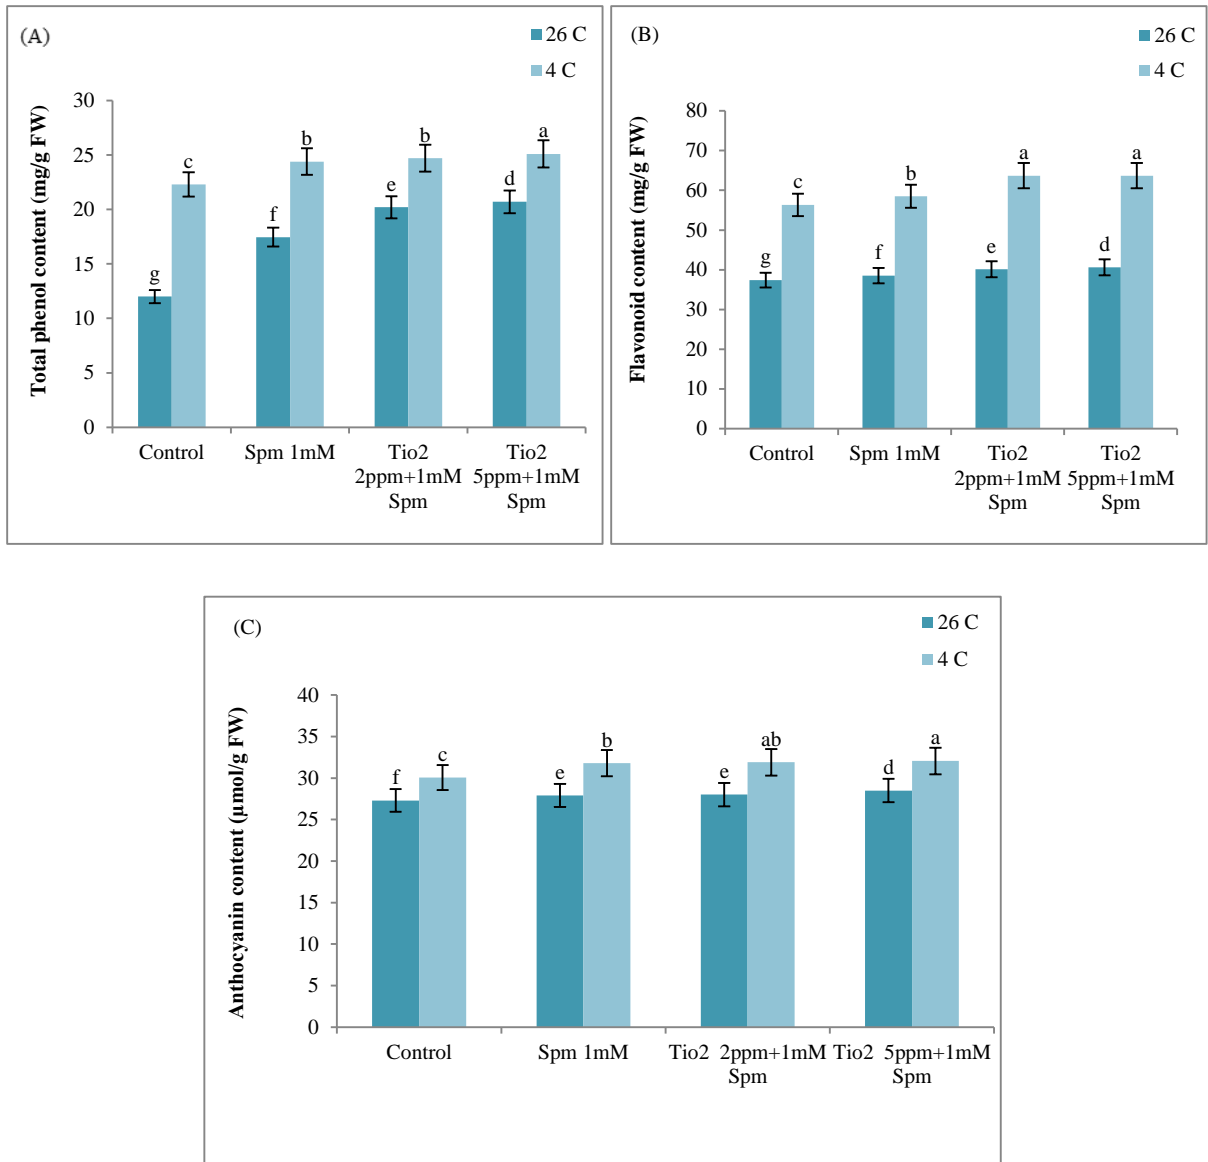 (A)
26 C
4 C
Total phenol content (mg/g FW)
30
25
20
15
10
5
0
g
c
f
b
e
b
d
a
Control
Spm 1mM
Tio2
2ppm+1mM
Spm
Tio2
5ppm+1mM
Spm
(B)
26 C
4 C
Flavonoid content (mg/g FW)
80
70
60
50
40
30
20
10
0
g
c
f
b
e
a
d
a
Control
Spm 1mM
Tio2
2ppm+1mM
Spm
Tio2
5ppm+1mM
Spm
(C)
26 C
4 C
Anthocyanin content (µmol/g FW)
40
35
30
25
20
15
10
5
0
f
c
e
b
e
ab
d
a
Control
Spm 1mM
Tio2 2ppm+1mM
Spm
Tio2 5ppm+1mM
Spm